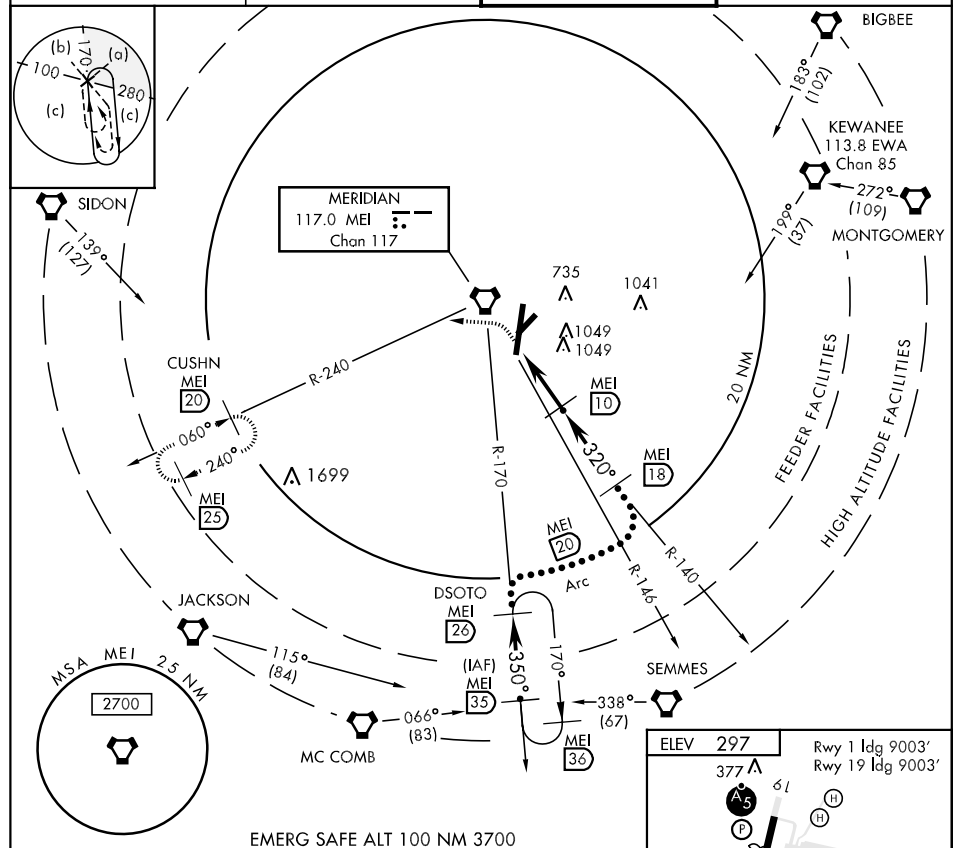 BIGBEE
183°
(102)
(b)
170
(a)
100
280
(c)
(c)
KEWANEE
113.8 EWA
Chan 85
272°
(109)
MONTGOMERY
199°
(37)
SIDON
139°
(127)
MERIDIAN
117.0 MEI
Chan 117
735
1041
1049
1049
20 NM
FEEDER FACILITIES
HIGH ALTITUDE FACILITIES
CUSHN
MEI
20
R-240
060°
240°
MEI
25
1699
MEI
10
320°
MEI
18
R-170
MEI
20
Arc
R-146
R-140
DSOTO
MEI
26
JACKSON
115°
(84)
(IAF)
MEI
35
350°
170°
SEMMES
338°
(67)
MC COMB
066°
(83)
MEI
36
MSA MEI 25 NM
2700
EMERG SAFE ALT 100 NM 3700
ELEV 297
Rwy 1 ldg 9003'
Rwy 19 ldg 9003'
377
19
A5
P
H
H